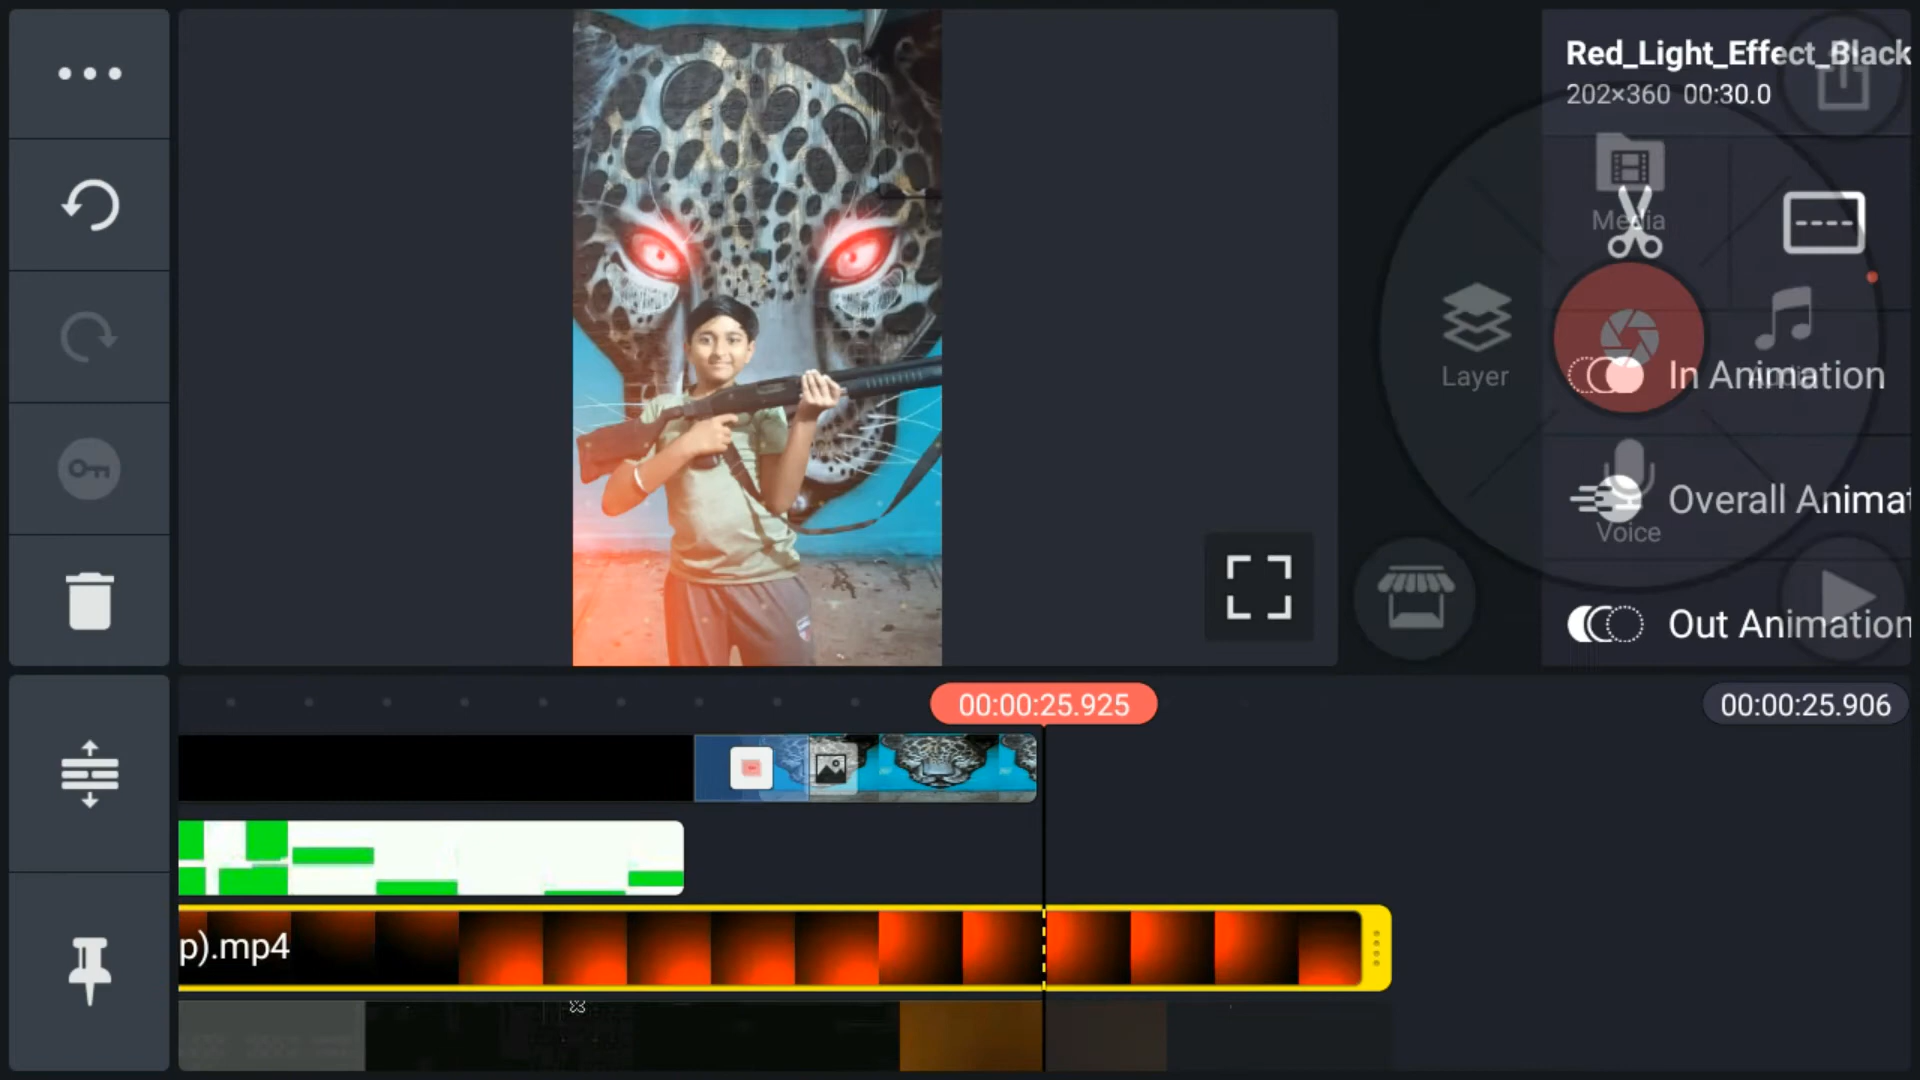 Red_Light_Effect_Black
202×360 00:30.0
Media
Layer
In Animation
Audio
Overall Animat
Voice
Out Animation
00:00:25.925
00:00:25.906
p).mp4